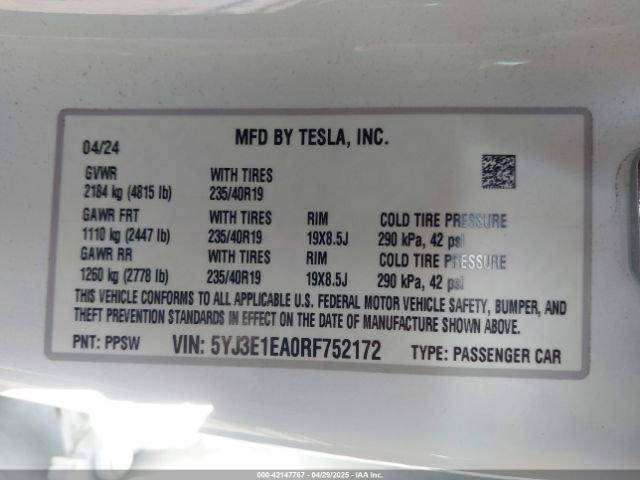 04/24 MFD BY TESLA, INC.
GVWR WITH TIRES
2184 kg (4815 lb) 235/40R19
GAWR FRT WITH TIRES RIM COLD TIRE PRESSURE
1110 kg (2447 lb) 235/40R19 19X8.5J 290 kPa, 42 psi
GAWR RR WITH TIRES RIM COLD TIRE PRESSURE
1260 kg (2778 lb) 235/40R19 19X8.5J 290 kPa, 42 psi
THIS VEHICLE CONFORMS TO ALL APPLICABLE U.S. FEDERAL MOTOR VEHICLE SAFETY, BUMPER, AND
THEFT PREVENTION STANDARDS IN EFFECT ON THE DATE OF MANUFACTURE SHOWN ABOVE.
PNT: PPSW VIN: 5YJ3E1EA0RF752172 TYPE: PASSENGER CAR
000-42147767 - 04/29/2025 - IAA Inc.